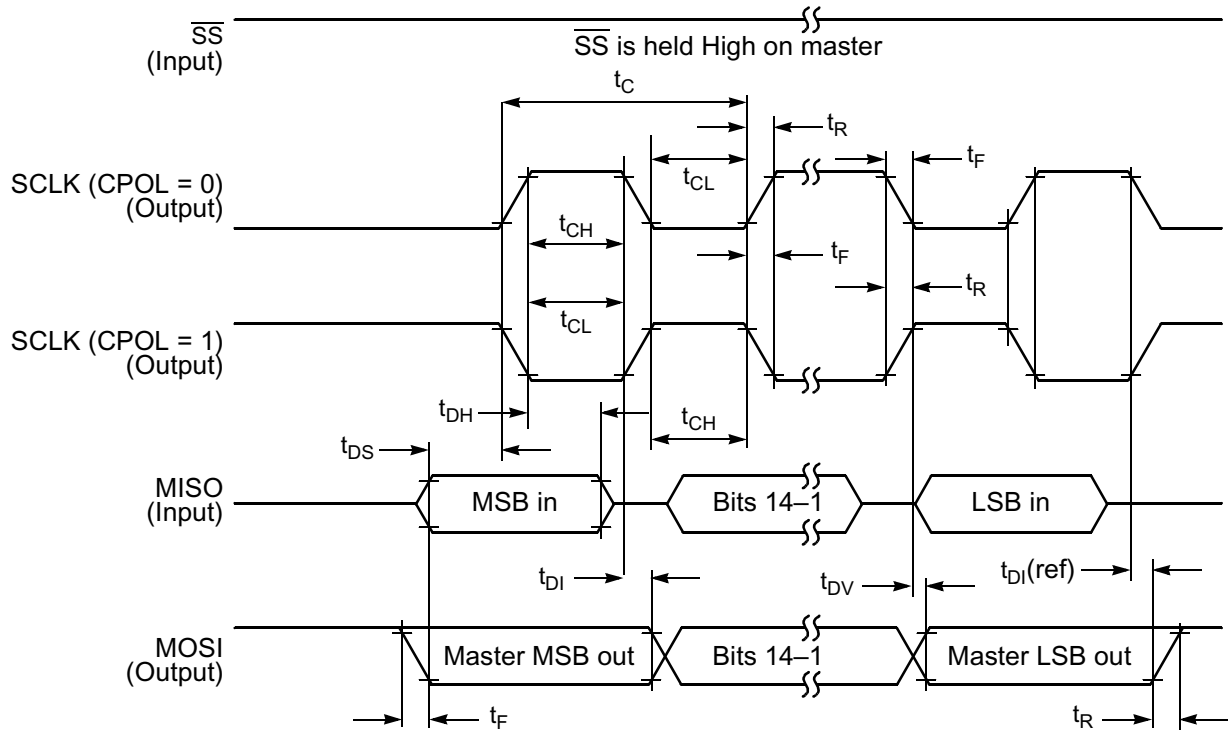 SS
(Input)
SS is held High on master
tC
tR
tF
SCLK (CPOL = 0)
(Output)
tCL
tCH
tF
tR
tCL
SCLK (CPOL = 1)
(Output)
tDH
tCH
tDS
MISO
(Input)
MSB in
Bits 14–1
LSB in
tDI
tDV
tDI(ref)
MOSI
(Output)
Master MSB out
Bits 14–1
Master LSB out
tF
tR